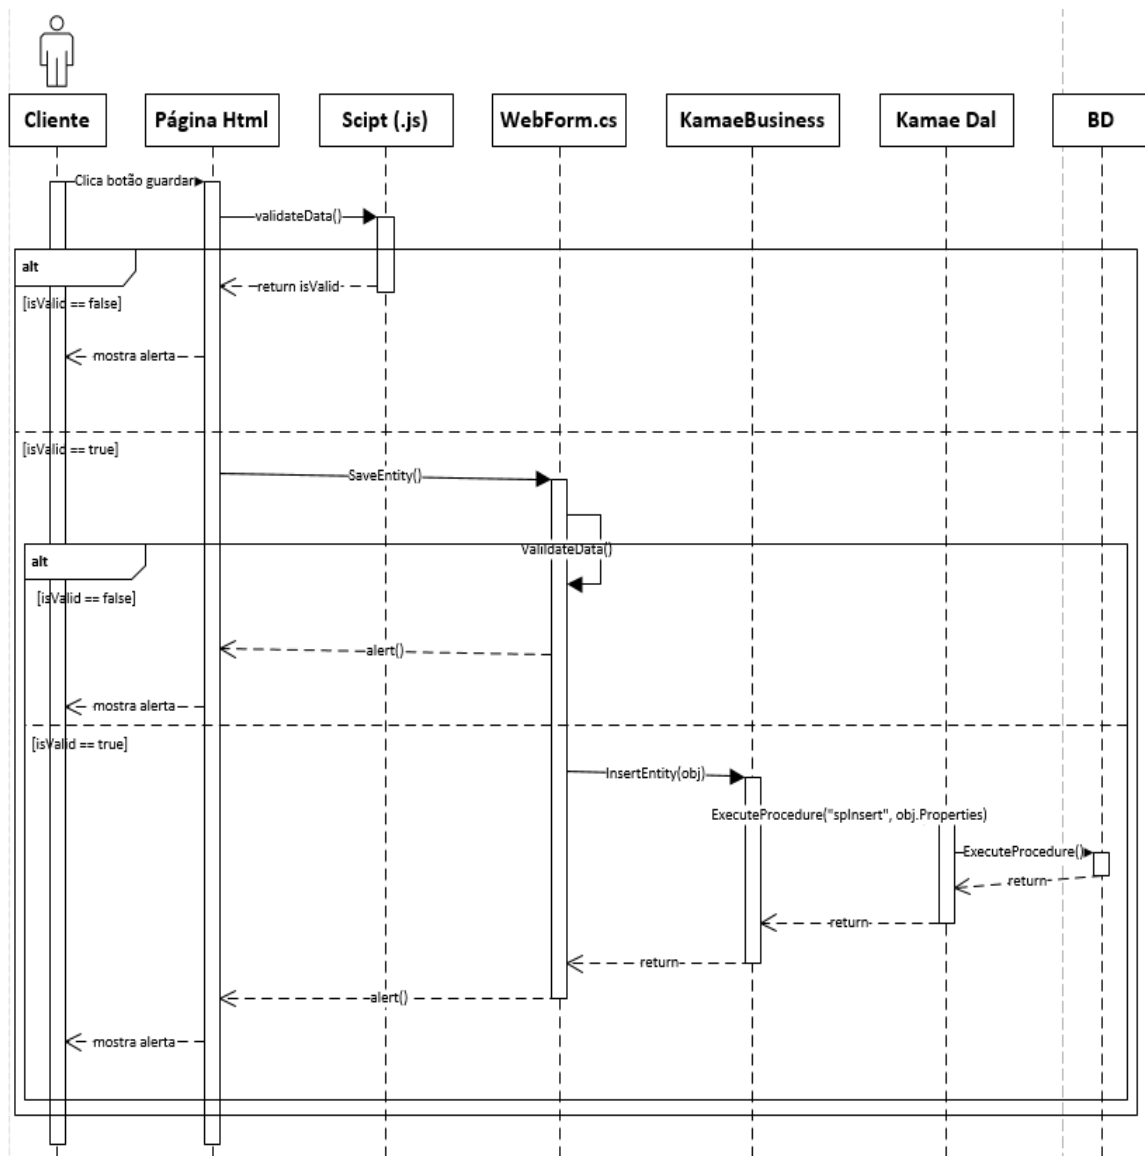 Cliente
Página Html
Scipt (.js)
WebForm.cs
KamaeBusiness
Kamae Dal
BD
Clica botão guardar
validateData()
alt
return isValid
[isValid == false]
mostra alerta
[isValid == true]
SaveEntity()
ValildateData()
alt
[isValid == false]
alert()
mostra alerta
[isValid == true]
InsertEntity(obj)
ExecuteProcedure("spInsert", obj.Properties)
ExecuteProcedure()
return
return
return
alert()
mostra alerta